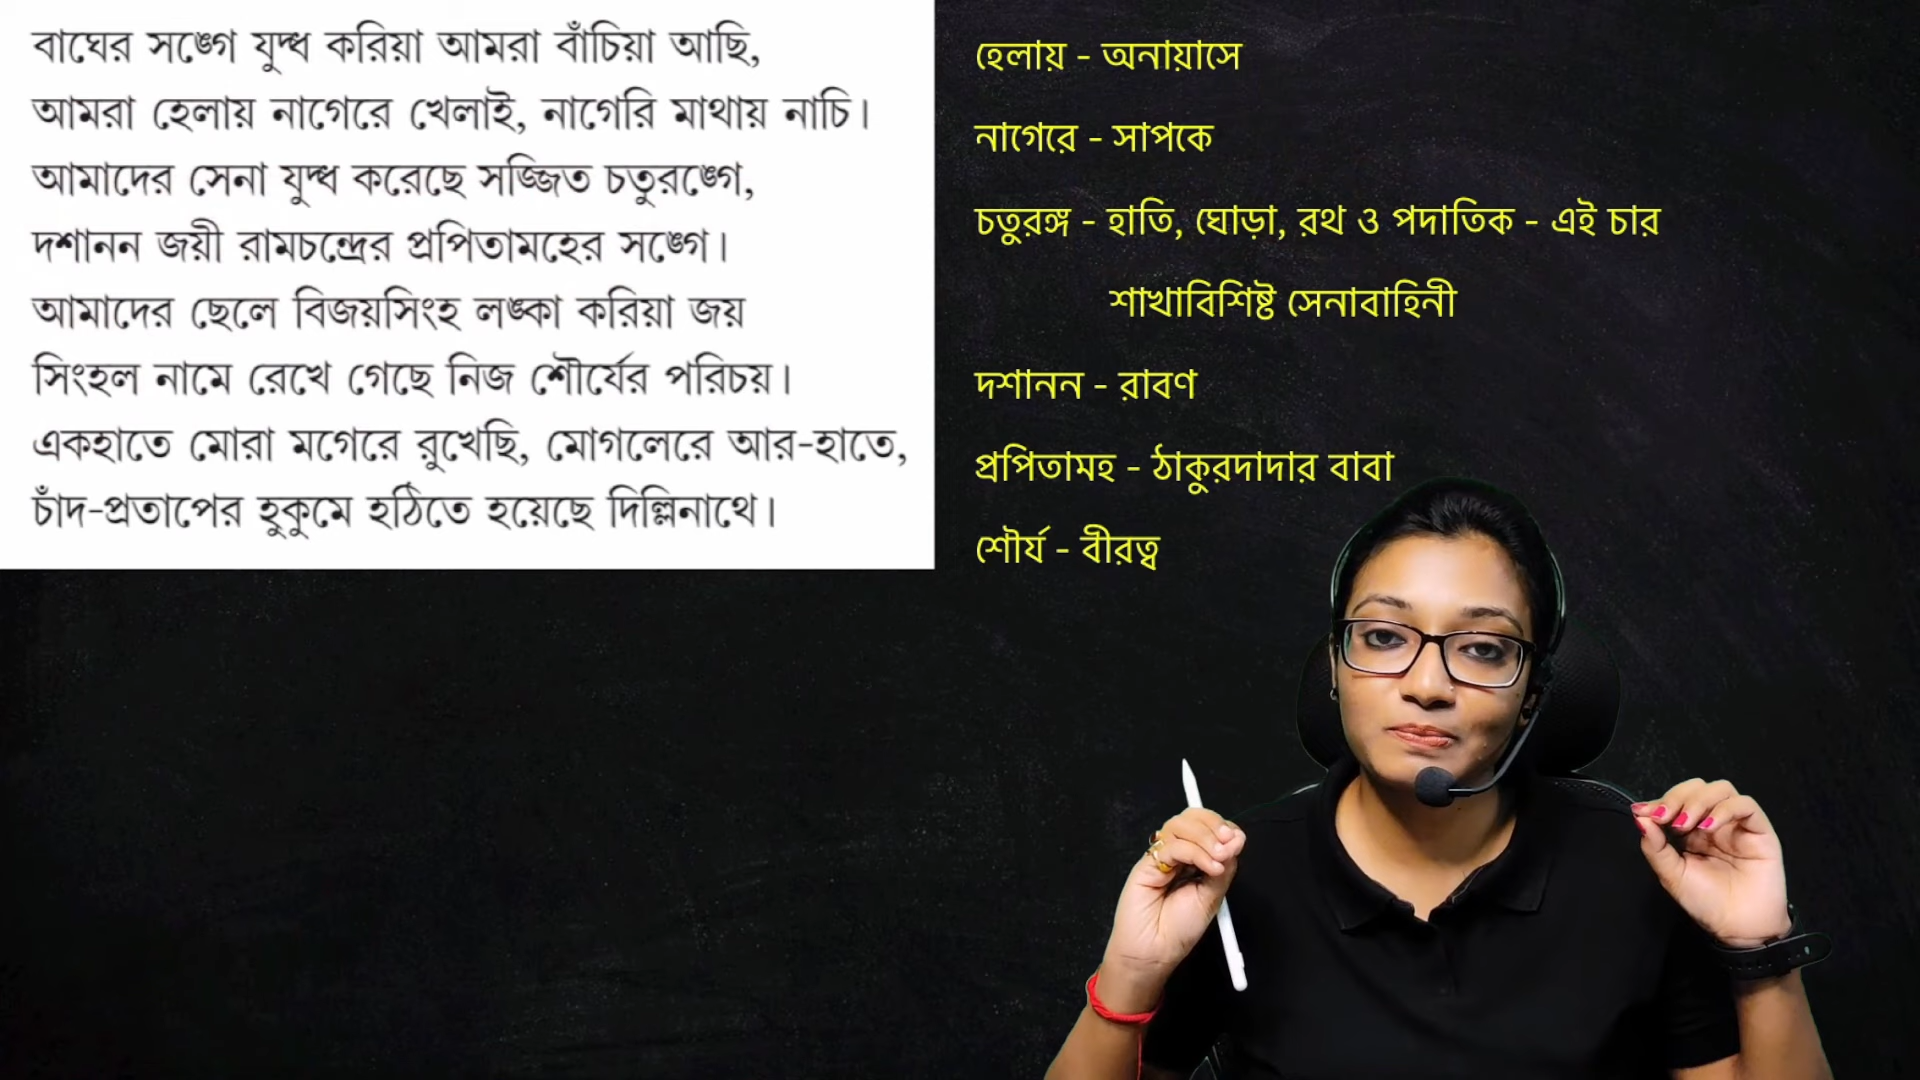 বাঘের সঙ্গে যুদ্ধ করিয়া আমরা বাঁচিয়া আছি,
আমরা হেলায় নাগেরে খেলাই, নাগেরি মাথায় নাচি।
আমাদের সেনা যুদ্ধ করেছে সজ্জিত চতুরঙ্গে,
দশানন জয়ী রামচন্দ্রের প্রপিতামহের সঙ্গে।
আমাদের ছেলে বিজয়সিংহ লঙ্কা করিয়া জয়
সিংহল নামে রেখে গেছে নিজ শৌর্যের পরিচয়।
একহাতে মোরা মগেরে রুখেছি, মোগলেরে আর-হাতে,
চাঁদ-প্রতাপের হুকুমে হঠিতে হয়েছে দিল্লিনাথে।
হেলায় - অনায়াসে
নাগেরে - সাপকে
চতুরঙ্গ - হাতি, ঘোড়া, রথ ও পদাতিক - এই চার
শাখাবিশিষ্ট সেনাবাহিনী
দশানন - রাবণ
প্রপিতামহ - ঠাকুরদাদার বাবা
শৌর্য - বীরত্ব